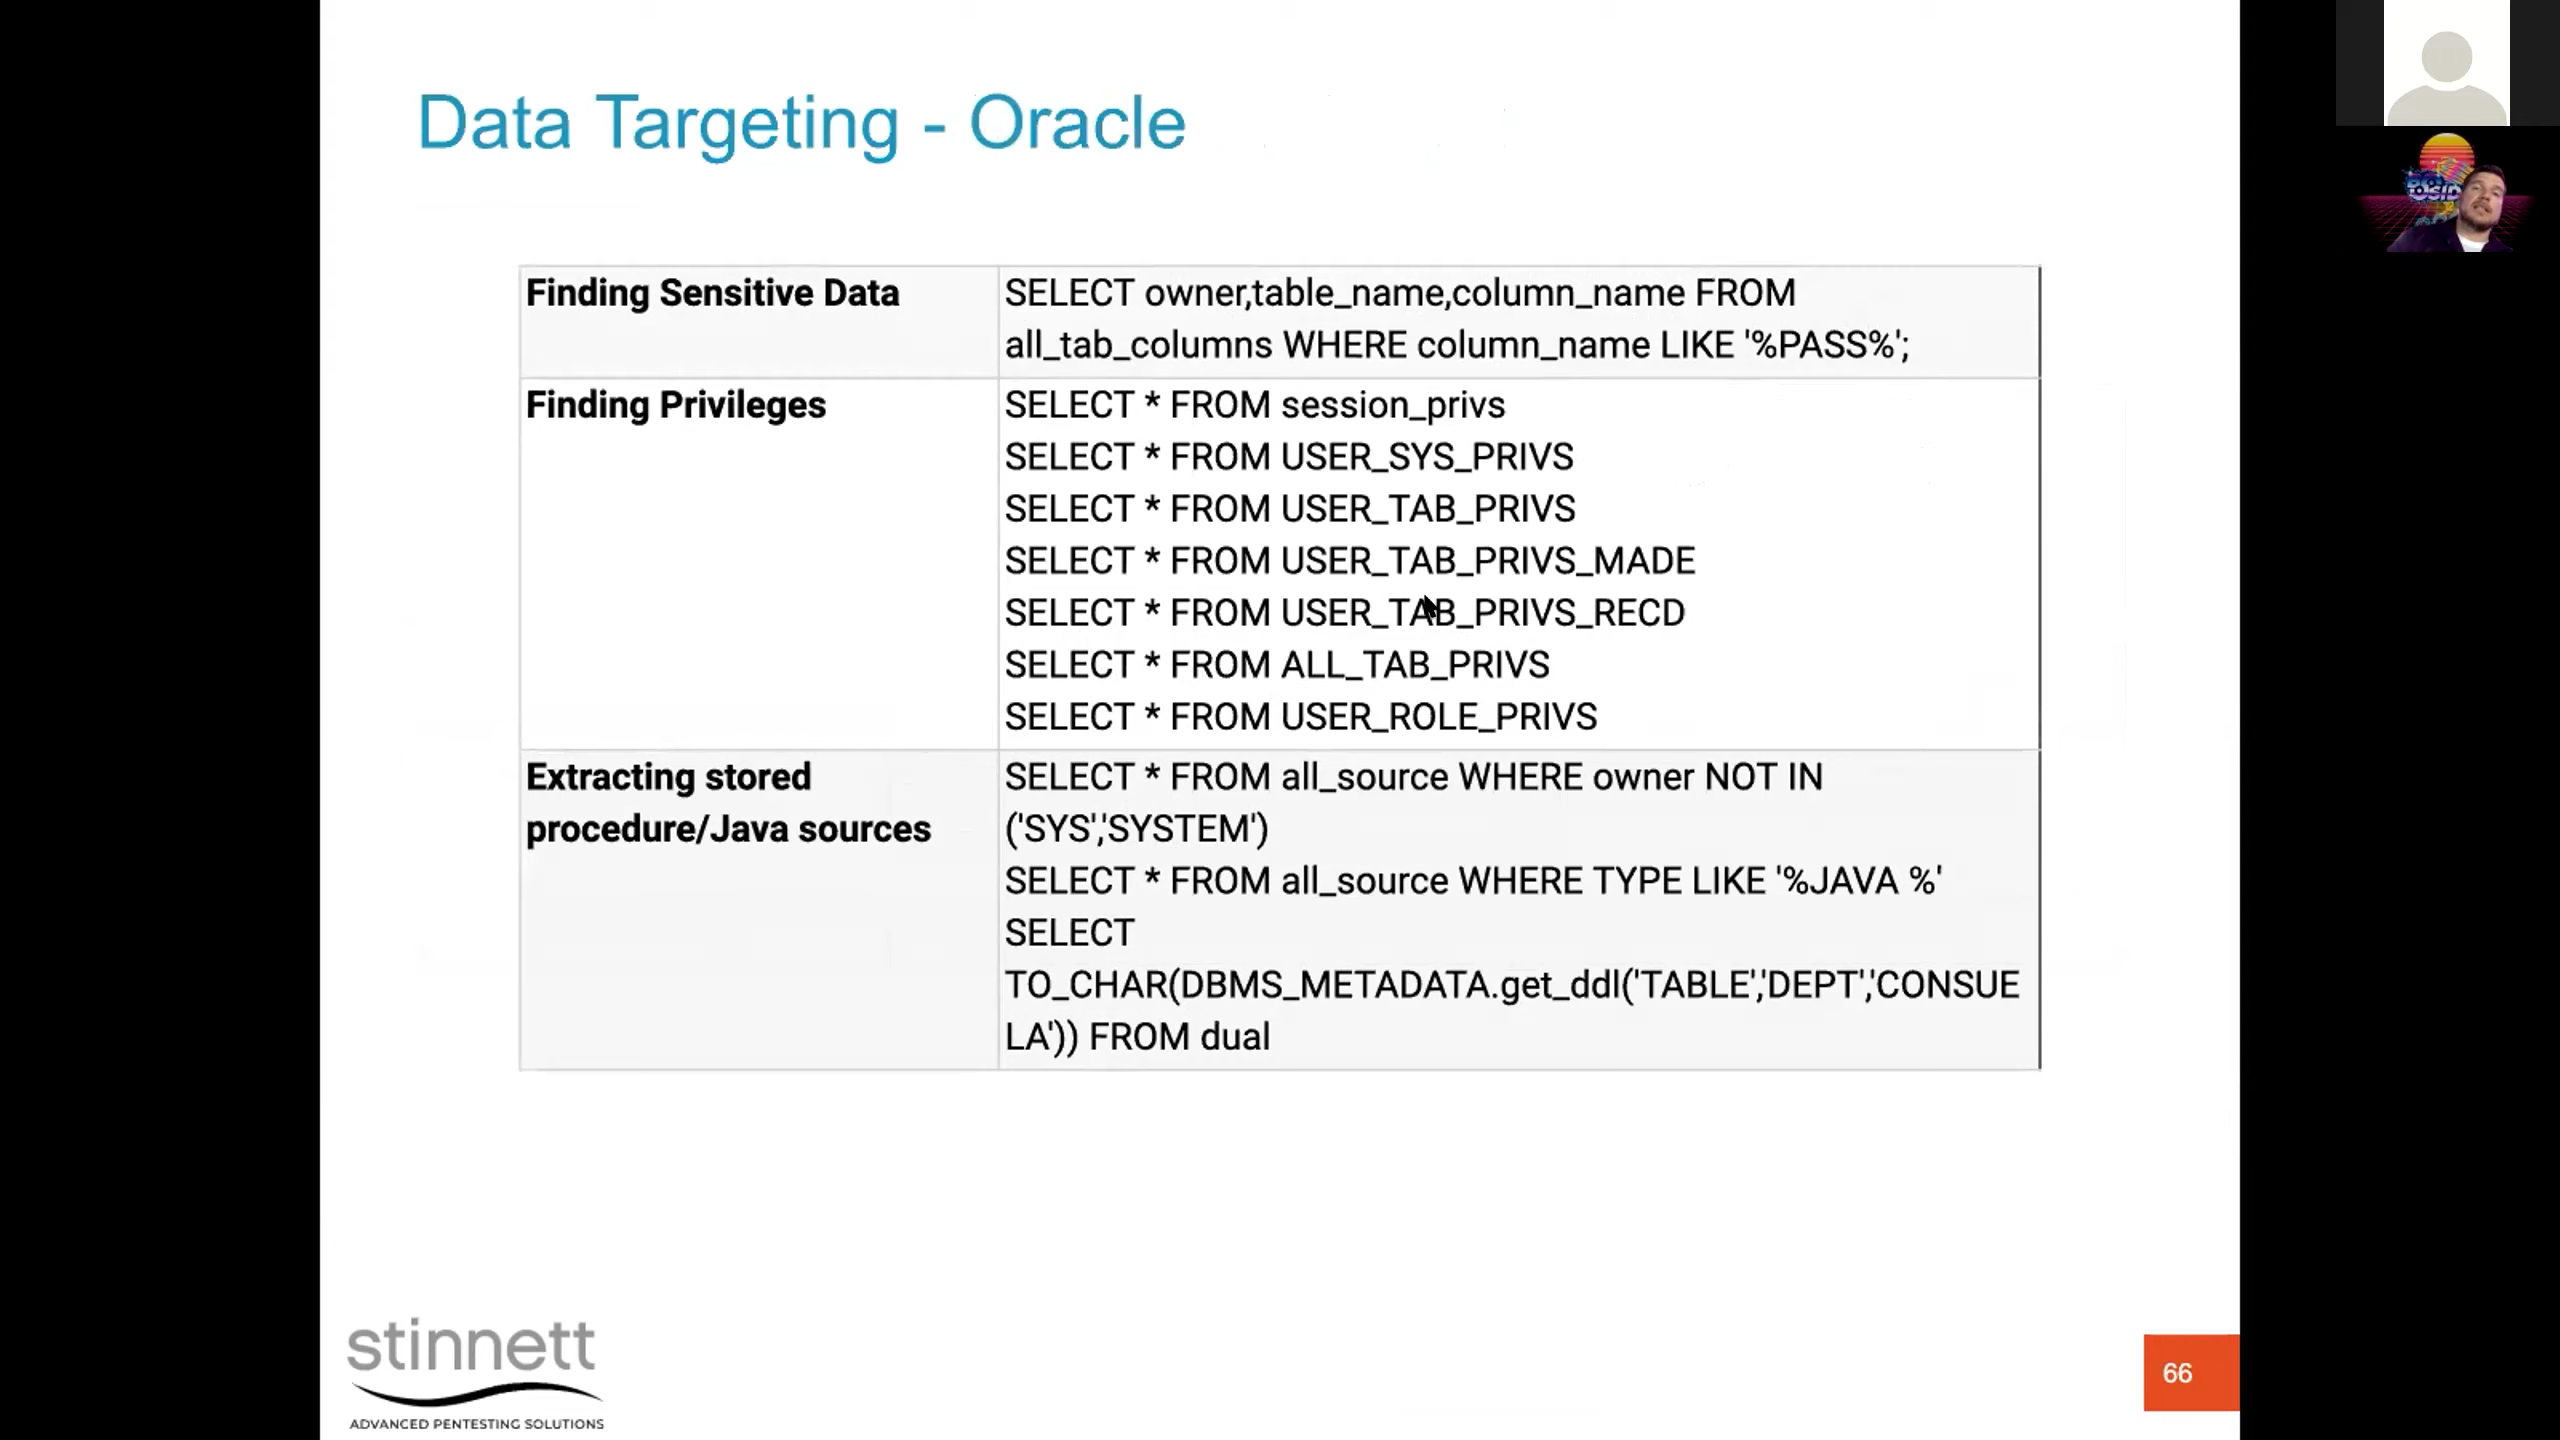 Data Targeting - Oracle
Finding Sensitive Data
SELECT owner,table_name,column_name FROM
all_tab_columns WHERE column_name LIKE '%PASS%';
Finding Privileges
SELECT * FROM session_privs
SELECT * FROM USER_SYS_PRIVS
SELECT * FROM USER_TAB_PRIVS
SELECT * FROM USER_TAB_PRIVS_MADE
SELECT * FROM USER_TAB_PRIVS_RECD
SELECT * FROM ALL_TAB_PRIVS
SELECT * FROM USER_ROLE_PRIVS
Extracting stored
procedure/Java sources
SELECT * FROM all_source WHERE owner NOT IN
('SYS','SYSTEM')
SELECT * FROM all_source WHERE TYPE LIKE '%JAVA %'
SELECT
TO_CHAR(DBMS_METADATA.get_ddl('TABLE','DEPT','CONSUE
LA')) FROM dual
stinnett
ADVANCED PENTESTING SOLUTIONS
66